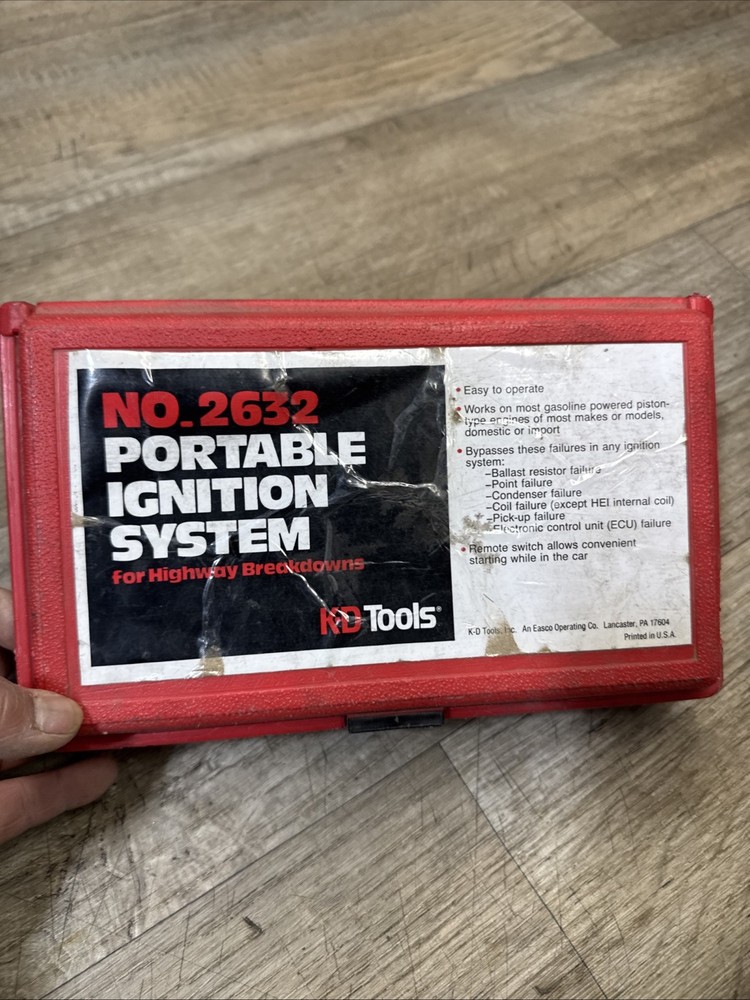 NO. 2632
PORTABLE
IGNITION
SYSTEM
for Highway Breakdowns
KD Tools®
• Easy to operate
• Works on most gasoline powered piston-
type engines of most makes or models,
domestic or import
• Bypasses these failures in any ignition
system:
–Ballast resistor failure
–Point failure
–Condenser failure
–Coil failure (except HEI internal coil)
–Pick-up failure
–Electronic control unit (ECU) failure
• Remote switch allows convenient
starting while in the car
K-D Tools, Inc. An Easco Operating Co. Lancaster, PA 17604
Printed in U.S.A.